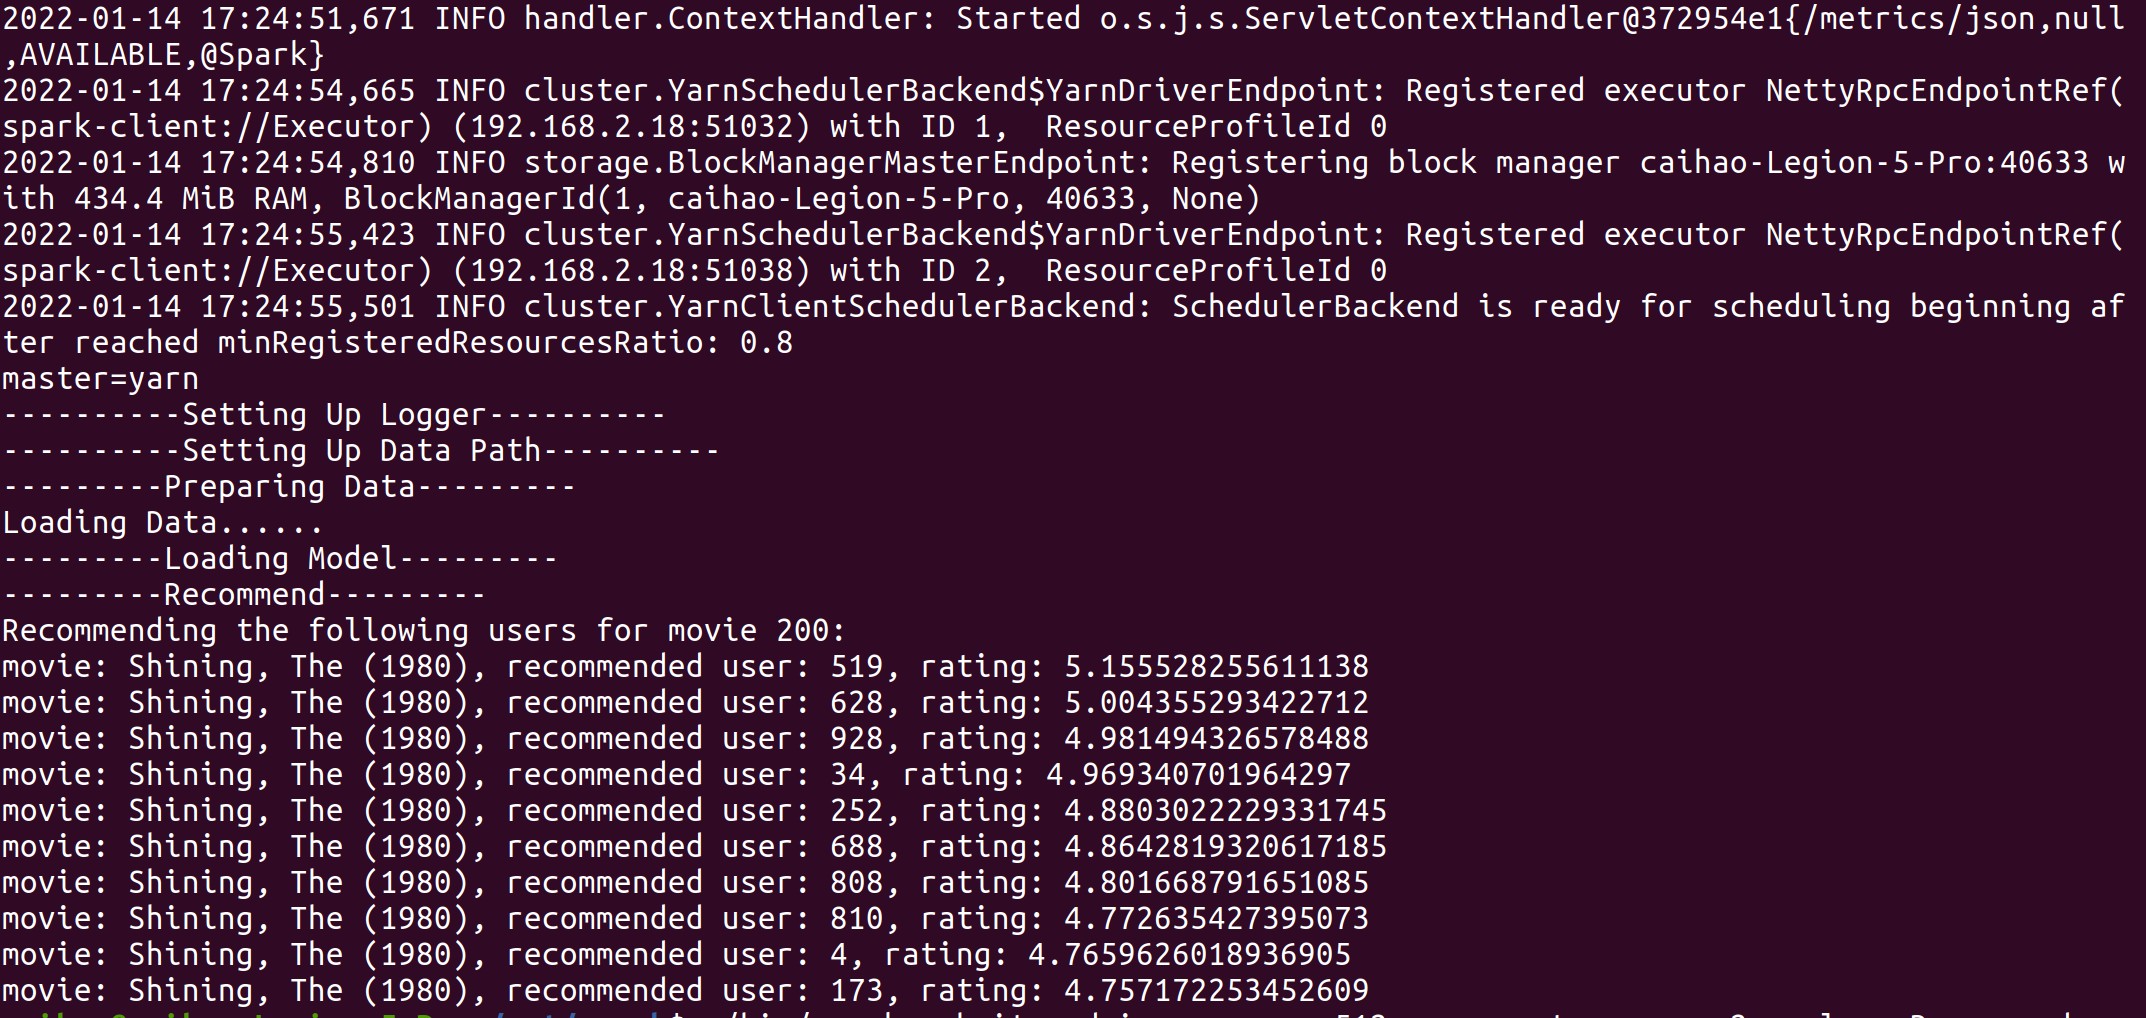 2022-01-14 17:24:51,671 INFO handler.ContextHandler: Started o.s.j.s.ServletContextHandler@372954e1{/metrics/json,null
,AVAILABLE,@Spark}
2022-01-14 17:24:54,665 INFO cluster.YarnSchedulerBackend$YarnDriverEndpoint: Registered executor NettyRpcEndpointRef(
spark-client://Executor) (192.168.2.18:51032) with ID 1,  ResourceProfileId 0
2022-01-14 17:24:54,810 INFO storage.BlockManagerMasterEndpoint: Registering block manager caihao-Legion-5-Pro:40633 w
ith 434.4 MiB RAM, BlockManagerId(1, caihao-Legion-5-Pro, 40633, None)
2022-01-14 17:24:55,423 INFO cluster.YarnSchedulerBackend$YarnDriverEndpoint: Registered executor NettyRpcEndpointRef(
spark-client://Executor) (192.168.2.18:51038) with ID 2,  ResourceProfileId 0
2022-01-14 17:24:55,501 INFO cluster.YarnClientSchedulerBackend: SchedulerBackend is ready for scheduling beginning af
ter reached minRegisteredResourcesRatio: 0.8
master=yarn
----------Setting Up Logger----------
----------Setting Up Data Path----------
---------Preparing Data---------
Loading Data......
---------Loading Model---------
---------Recommend---------
Recommending the following users for movie 200:
movie: Shining, The (1980), recommended user: 519, rating: 5.155528255611138
movie: Shining, The (1980), recommended user: 628, rating: 5.004355293422712
movie: Shining, The (1980), recommended user: 928, rating: 4.981494326578488
movie: Shining, The (1980), recommended user: 34, rating: 4.969340701964297
movie: Shining, The (1980), recommended user: 252, rating: 4.8803022229331745
movie: Shining, The (1980), recommended user: 688, rating: 4.8642819320617185
movie: Shining, The (1980), recommended user: 808, rating: 4.801668791651085
movie: Shining, The (1980), recommended user: 810, rating: 4.772635427395073
movie: Shining, The (1980), recommended user: 4, rating: 4.7659626018936905
movie: Shining, The (1980), recommended user: 173, rating: 4.757172253452609